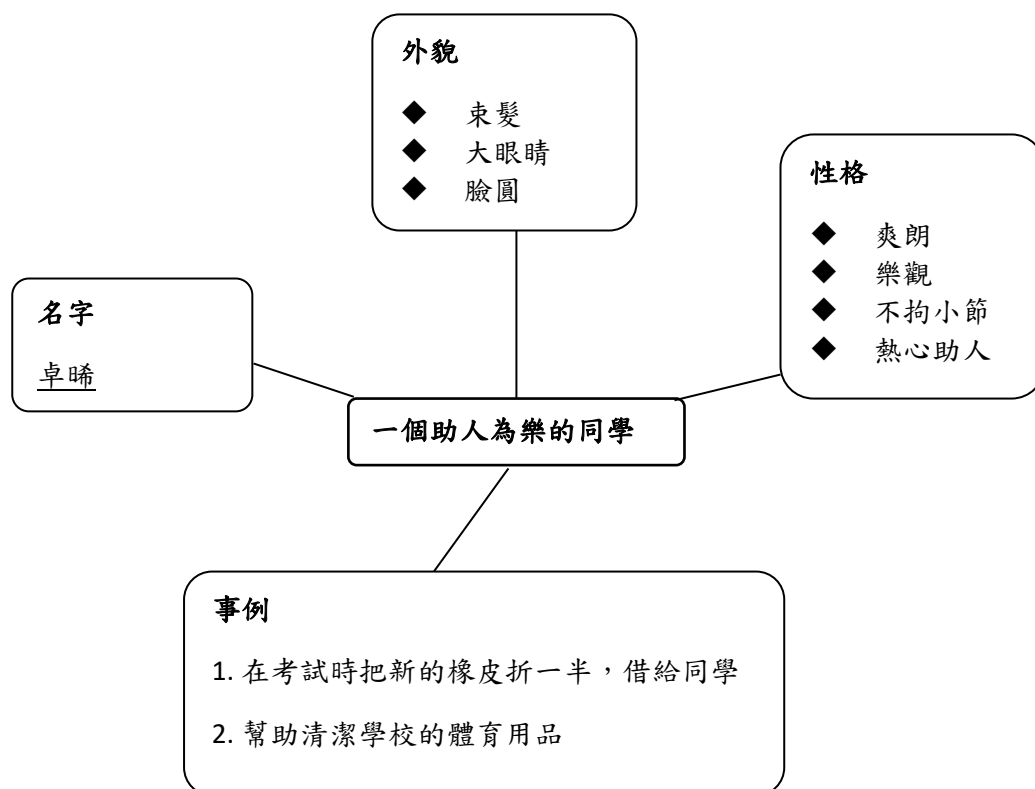 外貌
◆ 束髮
◆ 大眼睛
◆ 臉圓
性格
◆ 爽朗
◆ 樂觀
◆ 不拘小節
◆ 熱心助人
名字
卓晞
一個助人為樂的同學
事例
1. 在考試時把新的橡皮折一半，借給同學
2. 幫助清潔學校的體育用品